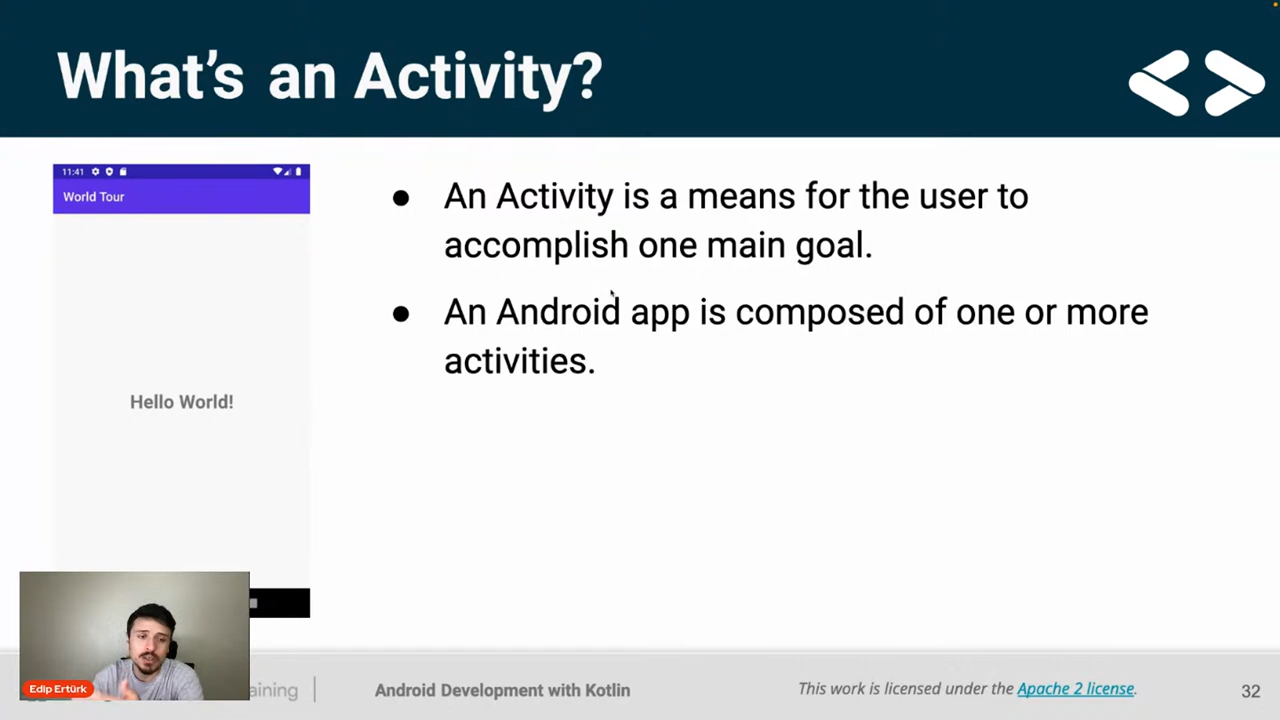 What's an Activity?
11:41
World Tour
Hello World!
● An Activity is a means for the user to
accomplish one main goal.
● An Android app is composed of one or more
activities.
Edip Ertürk
aining
Android Development with Kotlin
This work is licensed under the Apache 2 license.
32